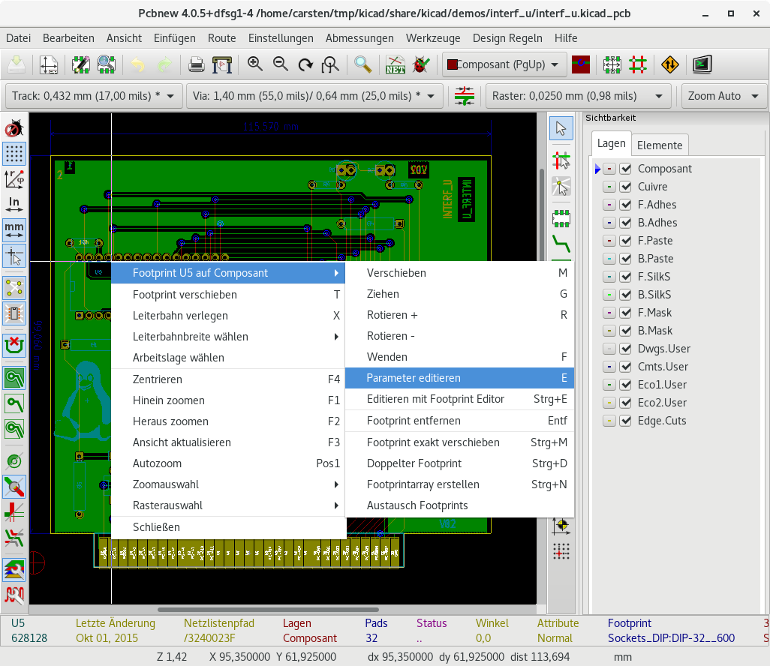 Pcbnew 4.0.5+dfsg1-4 /home/carsten/tmp/kicad/share/kicad/demos/interf_u/interf_u.kicad_pcb
Datei Bearbeiten Ansicht Einfügen Route Einstellungen Abmessungen Werkzeuge Design Regeln Hilfe
NEWS
Composant (PgUp)
Track: 0,432 mm (17,00 mils) *
Via: 1,40 mm (55,0 mils)/ 0,64 mm (25,0 mils) *
Raster: 0,0250 mm (0,98 mils)
Zoom Auto
Sichtbarkeit
Lagen Elemente
Composant
Cuivre
F.Adhes
B.Adhes
F.Paste
B.Paste
F.SilkS
B.SilkS
F.Mask
B.Mask
Dwgs.User
Cmts.User
Eco1.User
Eco2.User
Edge.Cuts
In
mm
2
INTERF_U
Footprint U5 auf Composant
Footprint verschieben T
Leiterbahn verlegen X
Leiterbahnbreite wählen
Arbeitslage wählen
Zentrieren F4
Hinein zoomen F1
Heraus zoomen F2
Ansicht aktualisieren F3
Autozoom Pos1
Zoomauswahl
Rasterauswahl
Schließen
Verschieben M
Ziehen G
Rotieren + R
Rotieren -
Wenden F
Parameter editieren E
Editieren mit Footprint Editor Strg+E
Footprint entfernen Entf
Footprint exakt verschieben Strg+M
Doppelter Footprint Strg+D
Footprintarray erstellen Strg+N
Austausch Footprints
U5 Letzte Änderung Netzlistenpfad Lagen Pads Status Winkel Attribute Footprint 3
628128 Okt 01, 2015 /3240023F Composant 32 .. 0,0 Normal Sockets_DIP:DIP-32__600 S
Z 1,42 X 95,350000 Y 61,925000 dx 95,350000 dy 61,925000 dist 113,694 mm